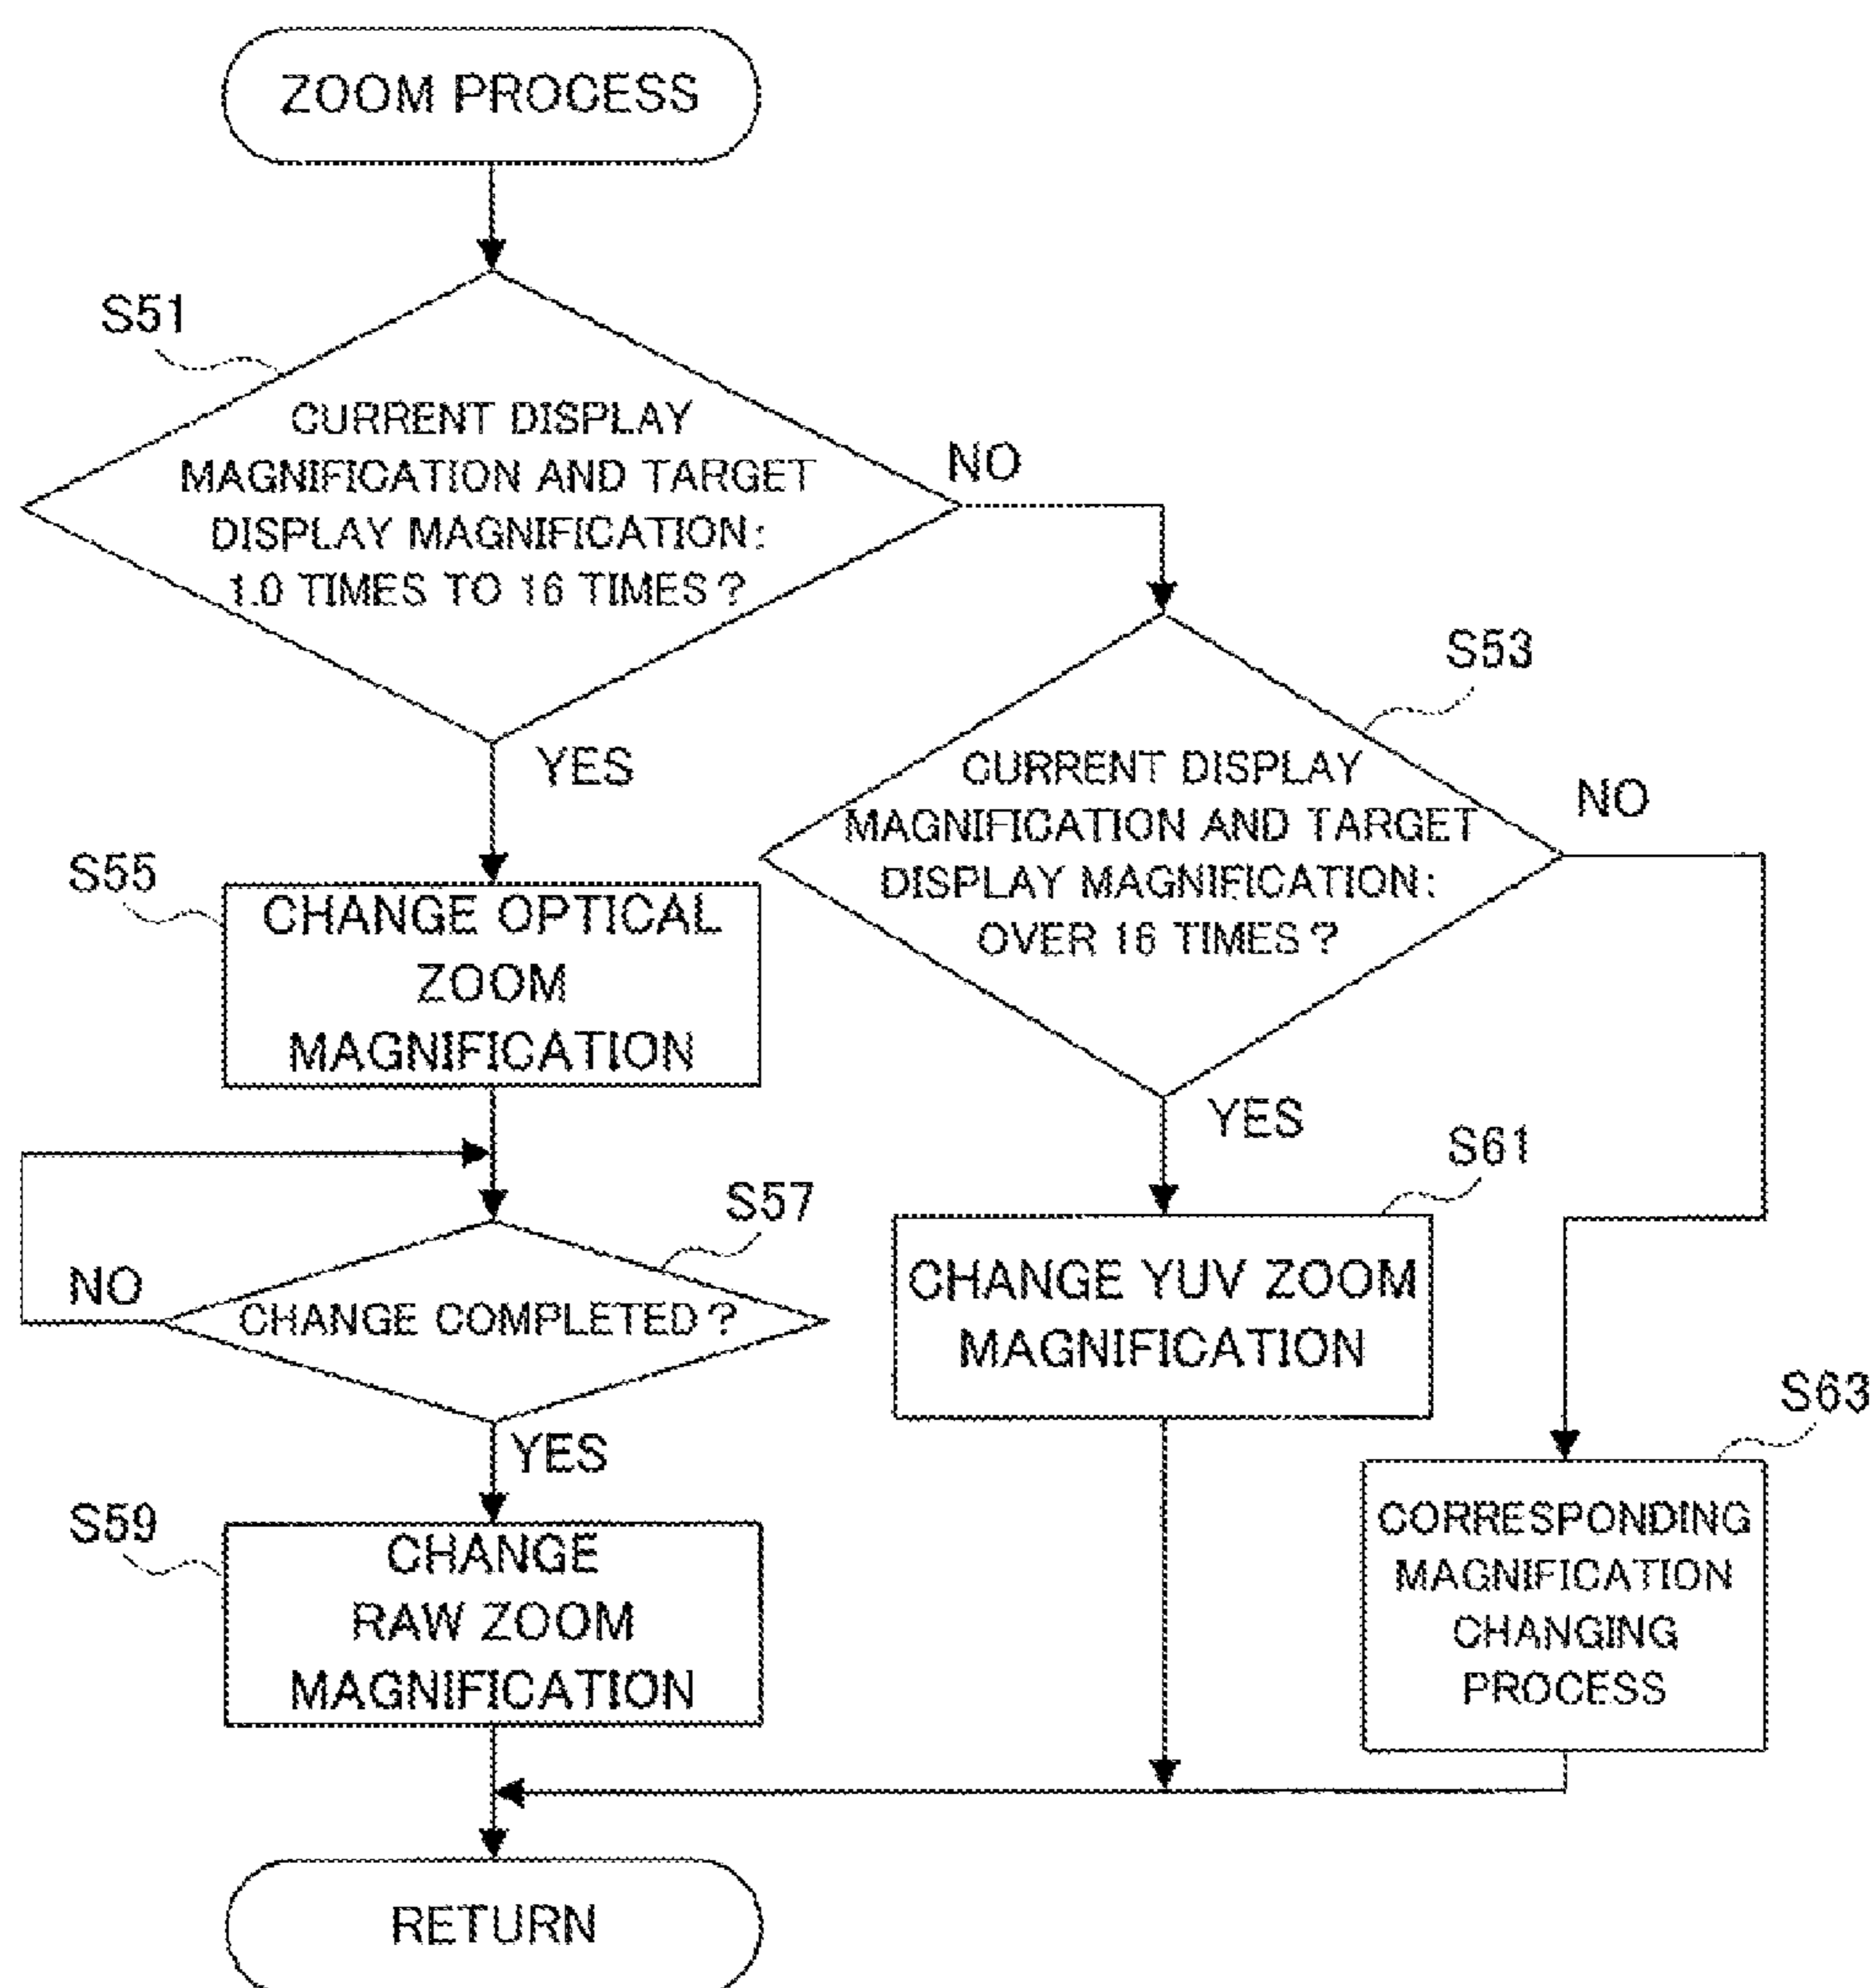 ZOOM PROCESS
S51
CURRENT DISPLAY
MAGNIFICATION AND TARGET
DISPLAY MAGNIFICATION:
1.0 TIMES TO 16 TIMES?
NO
YES
S53
CURRENT DISPLAY
MAGNIFICATION AND TARGET
DISPLAY MAGNIFICATION:
OVER 16 TIMES?
NO
YES
S55
CHANGE OPTICAL
ZOOM
MAGNIFICATION
S57
CHANGE COMPLETED?
NO
YES
S61
CHANGE YUV ZOOM
MAGNIFICATION
S63
CORRESPONDING
MAGNIFICATION
CHANGING
PROCESS
S59
CHANGE
RAW ZOOM
MAGNIFICATION
RETURN